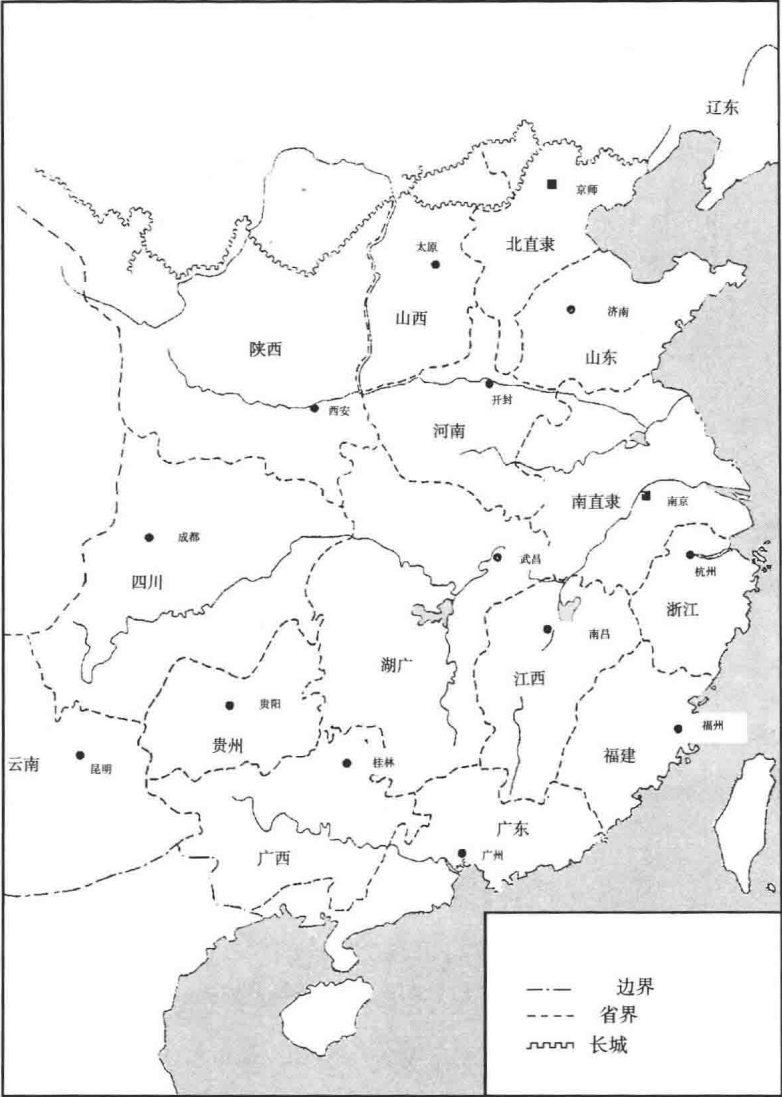 辽东
京师
北直隶
太原
济南
山西
山东
陕西
开封
西安
河南
南直隶
南京
成都
武昌
杭州
四川
浙江
南昌
湖广
江西
贵阳
福州
贵州
福建
云南
昆明
桂林
广东
广州
广西
边界
省界
长城